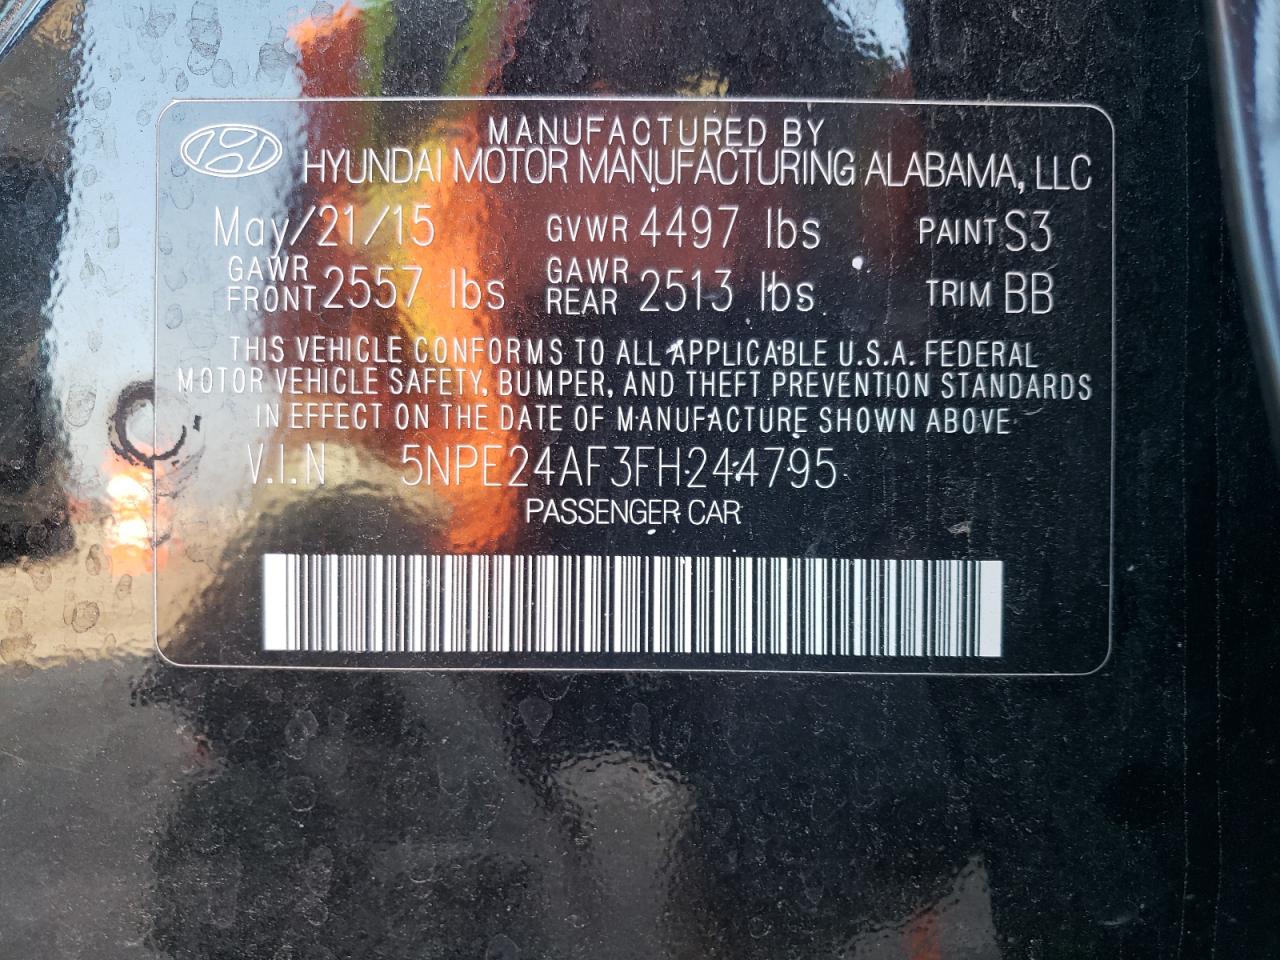 MANUFACTURED BY
HYUNDAI MOTOR MANUFACTURING ALABAMA, LLC
May/21/15 GVWR 4497 lbs PAINT S3
GAWR FRONT 2557 lbs GAWR REAR 2513 lbs TRIM BB
THIS VEHICLE CONFORMS TO ALL APPLICABLE U.S.A. FEDERAL
MOTOR VEHICLE SAFETY, BUMPER, AND THEFT PREVENTION STANDARDS
IN EFFECT ON THE DATE OF MANUFACTURE SHOWN ABOVE
V.I.N 5NPE24AF3FH244795
PASSENGER CAR